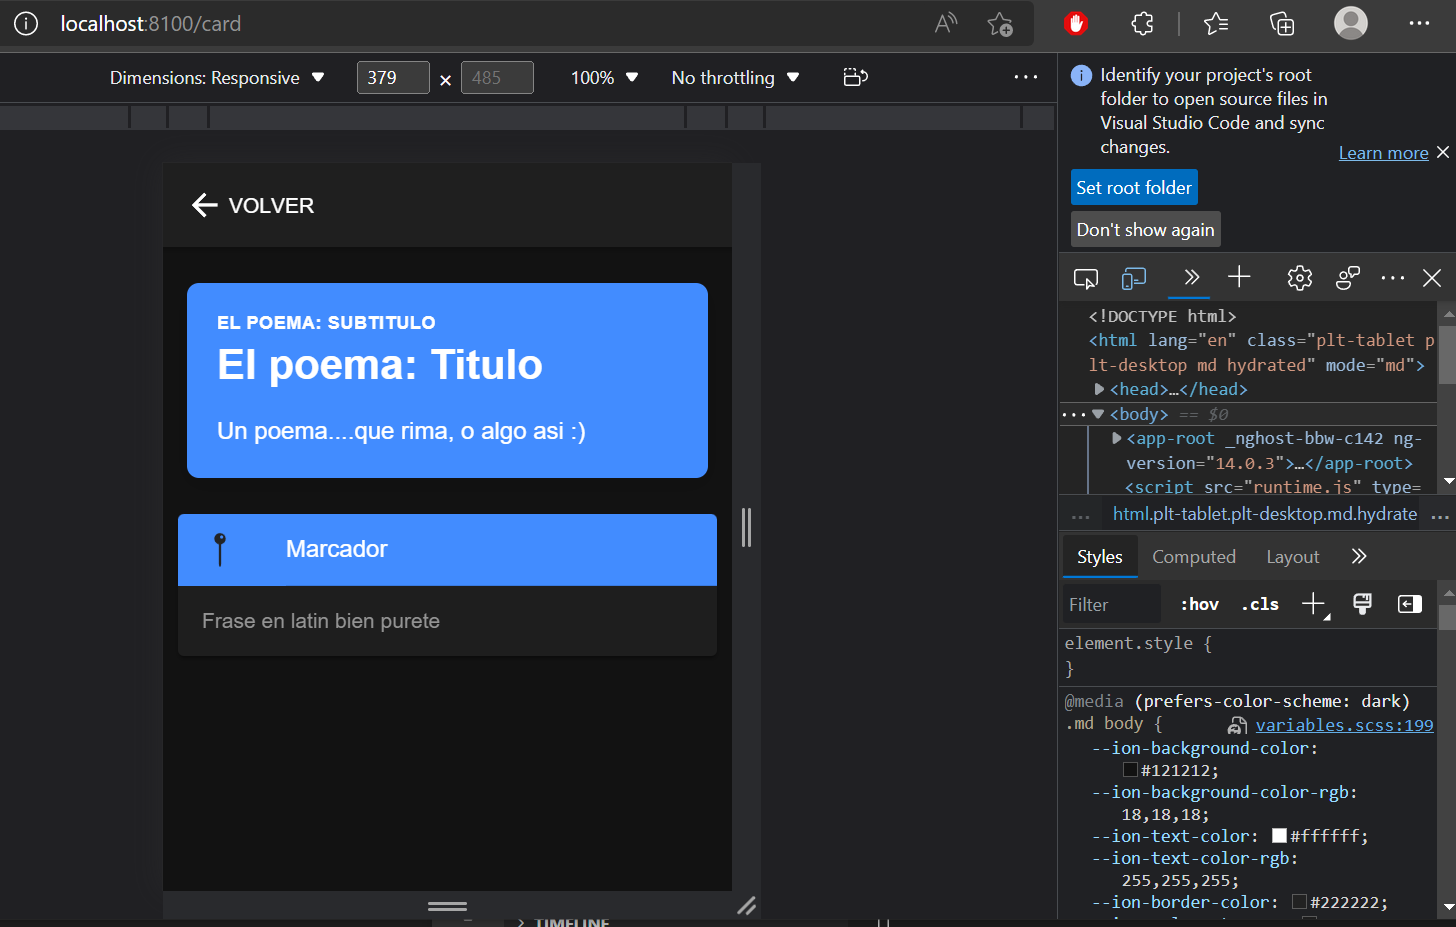 localhost:8100/card
Dimensions: Responsive 379 × 485 100% No throttling
Identify your project's root
folder to open source files in
Visual Studio Code and sync
changes.
Learn more
Set root folder
Don't show again
VOLVER
EL POEMA: SUBTITULO
El poema: Titulo
Un poema....que rima, o algo asi :)
Marcador
Frase en latin bien purete
<!DOCTYPE html>
<html lang="en" class="plt-tablet p
lt-desktop md hydrated" mode="md">
<head>…</head>
<body> == $0
<app-root _nghost-bbw-c142 ng-
version="14.0.3">…</app-root>
<script src="runtime.js" type=
... html.plt-tablet.plt-desktop.md.hydrate ...
Styles Computed Layout
Filter :hov .cls
element.style {
}
@media (prefers-color-scheme: dark)
.md body { variables.scss:199
--ion-background-color:
#121212;
--ion-background-color-rgb:
18,18,18;
--ion-text-color: #ffffff;
--ion-text-color-rgb:
255,255,255;
--ion-border-color: #222222;
TIMELINE